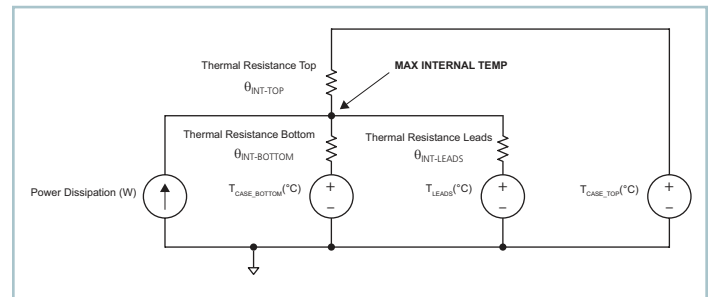 Thermal Resistance Top
θINT-TOP
MAX INTERNAL TEMP
Thermal Resistance Bottom
θINT-BOTTOM
Thermal Resistance Leads
θINT-LEADS
Power Dissipation (W)
TCASE_BOTTOM(°C)
+
–
TLEADS(°C)
+
–
TCASE_TOP(°C)
+
–